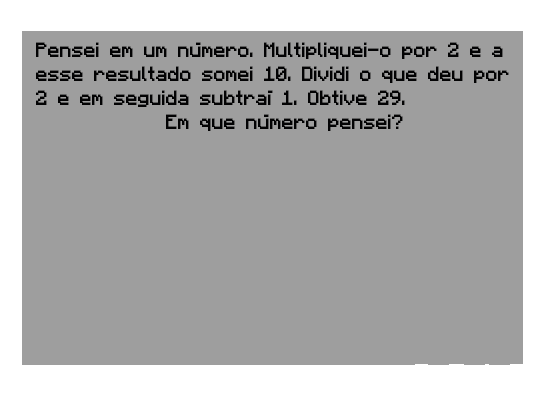 Pensei em um número. Multipliquei-o por 2 e a
esse resultado somei 10. Dividi o que deu por
2 e em seguida subtraí 1. Obtive 29.
Em que número pensei?